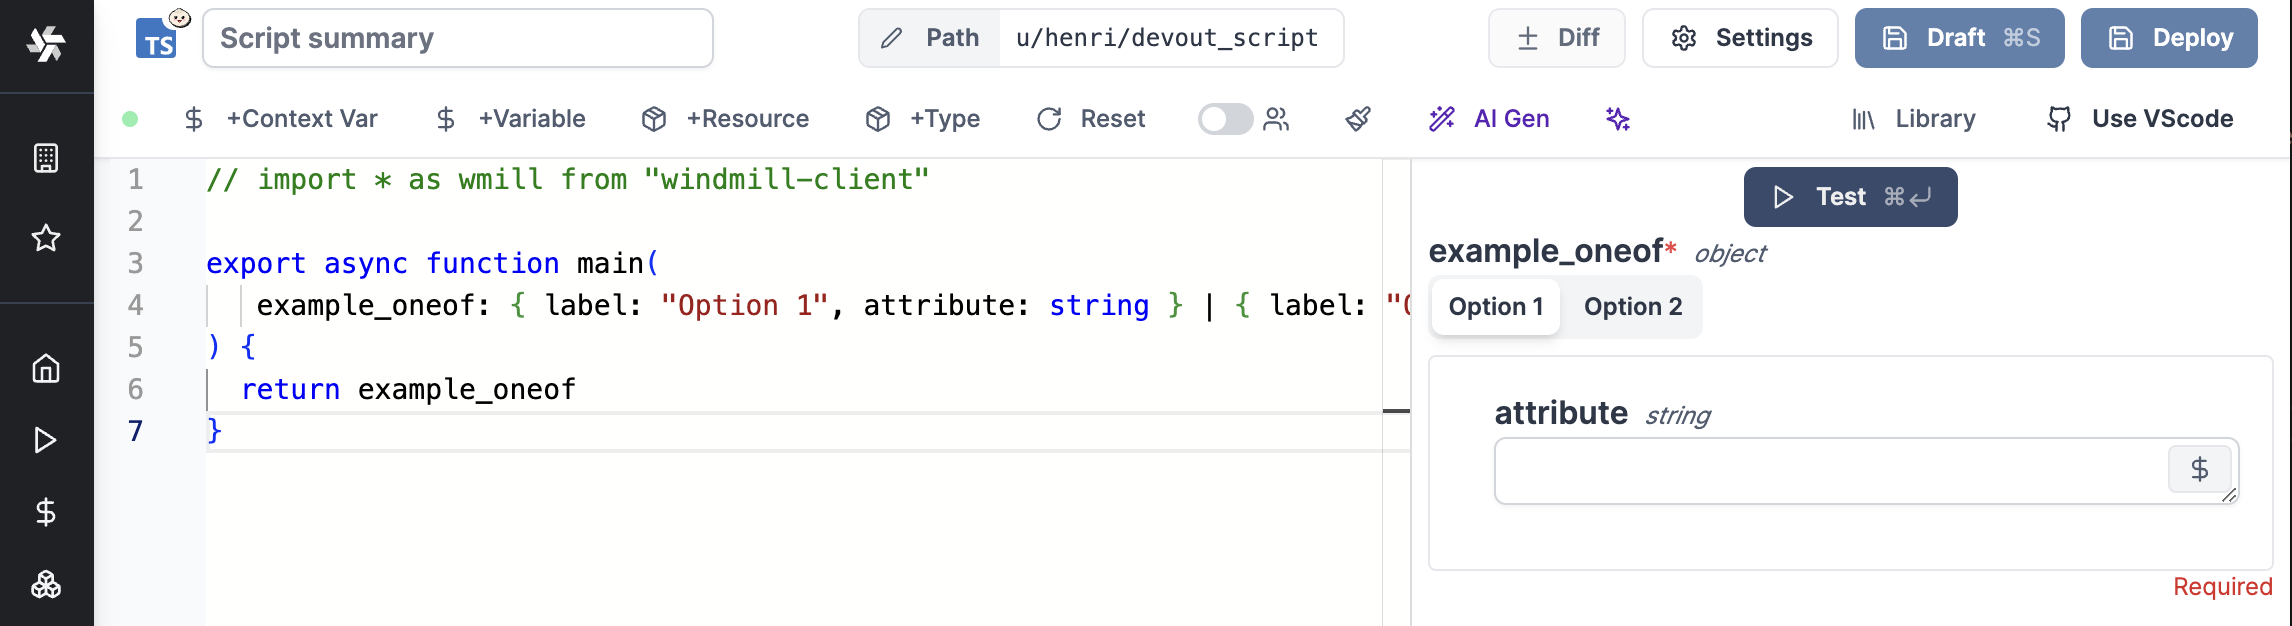 TS Script summary Path u/henri/devout_script ± Diff Settings Draft ⌘S Deploy
$ +Context Var $ +Variable +Resource +Type Reset AI Gen Library Use VScode
1 // import * as wmill from "windmill-client"
2
3 export async function main(
4 example_oneof: { label: "Option 1", attribute: string } | { label: "O
5 ) {
6 return example_oneof
7 }
Test ⌘↵
example_oneof* object
Option 1 Option 2
attribute string
$
Required